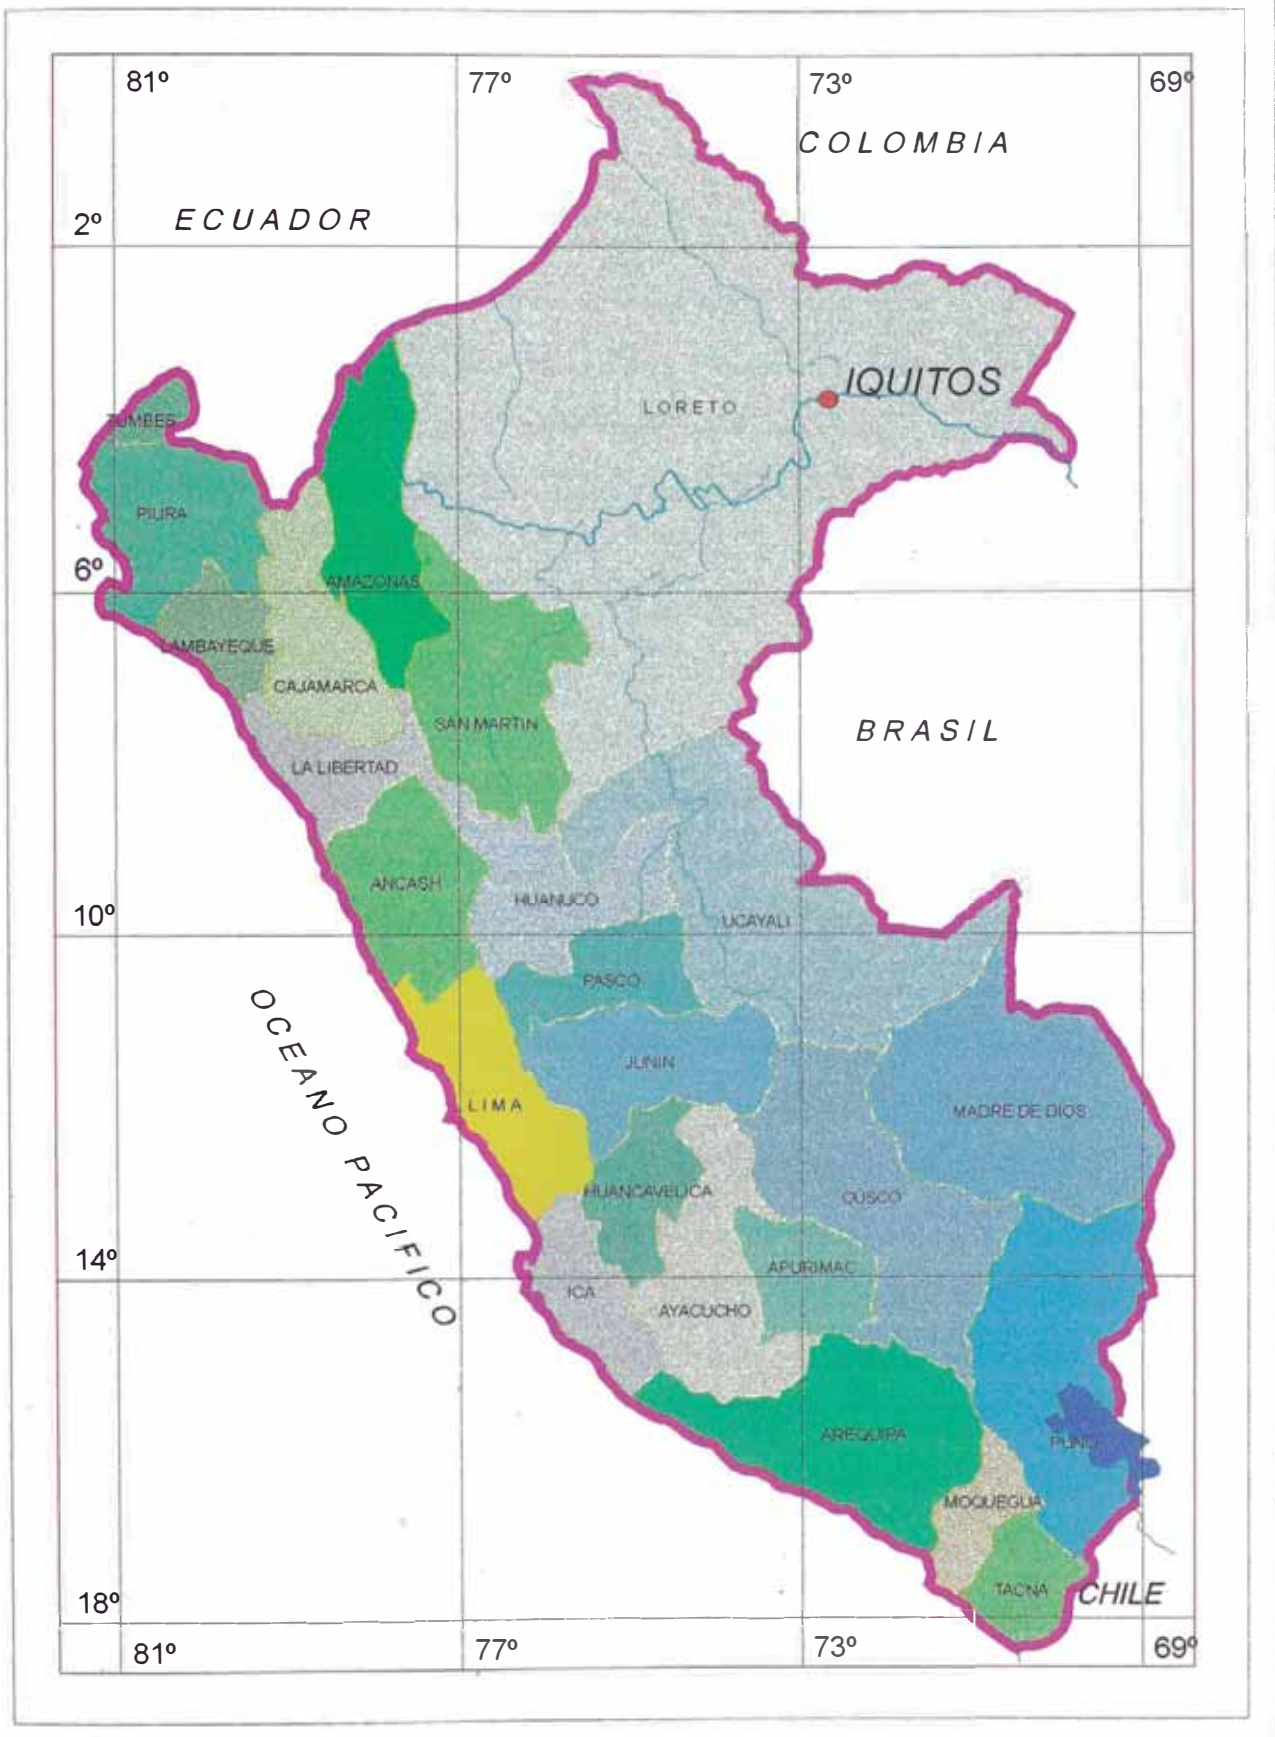 81º 77º 73º 69º
COLOMBIA
2º
ECUADOR
IQUITOS
LORETO
TUMBES
PIURA
6º
AMAZONAS
LAMBAYEQUE
CAJAMARCA
SAN MARTIN
BRASIL
LA LIBERTAD
ANCASH
HUANUCO
10º
UCAYALI
PASCO
OCEANO PACIFICO
JUNIN
LIMA
MADRE DE DIOS
HUANCAVELICA
CUSCO
14º
APURIMAC
ICA
AYACUCHO
AREQUIPA
PUNO
MOQUEGUA
TACNA
CHILE
18º
81º 77º 73º 69º